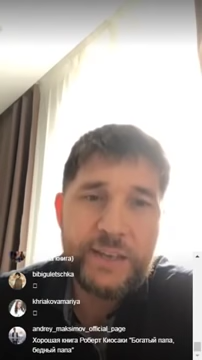 книга)
bibiguletschka
khriakovamariya
andrey_maksimov_official_page
Хорошая книга Роберт Киосаки "Богатый папа,
бедный папа"